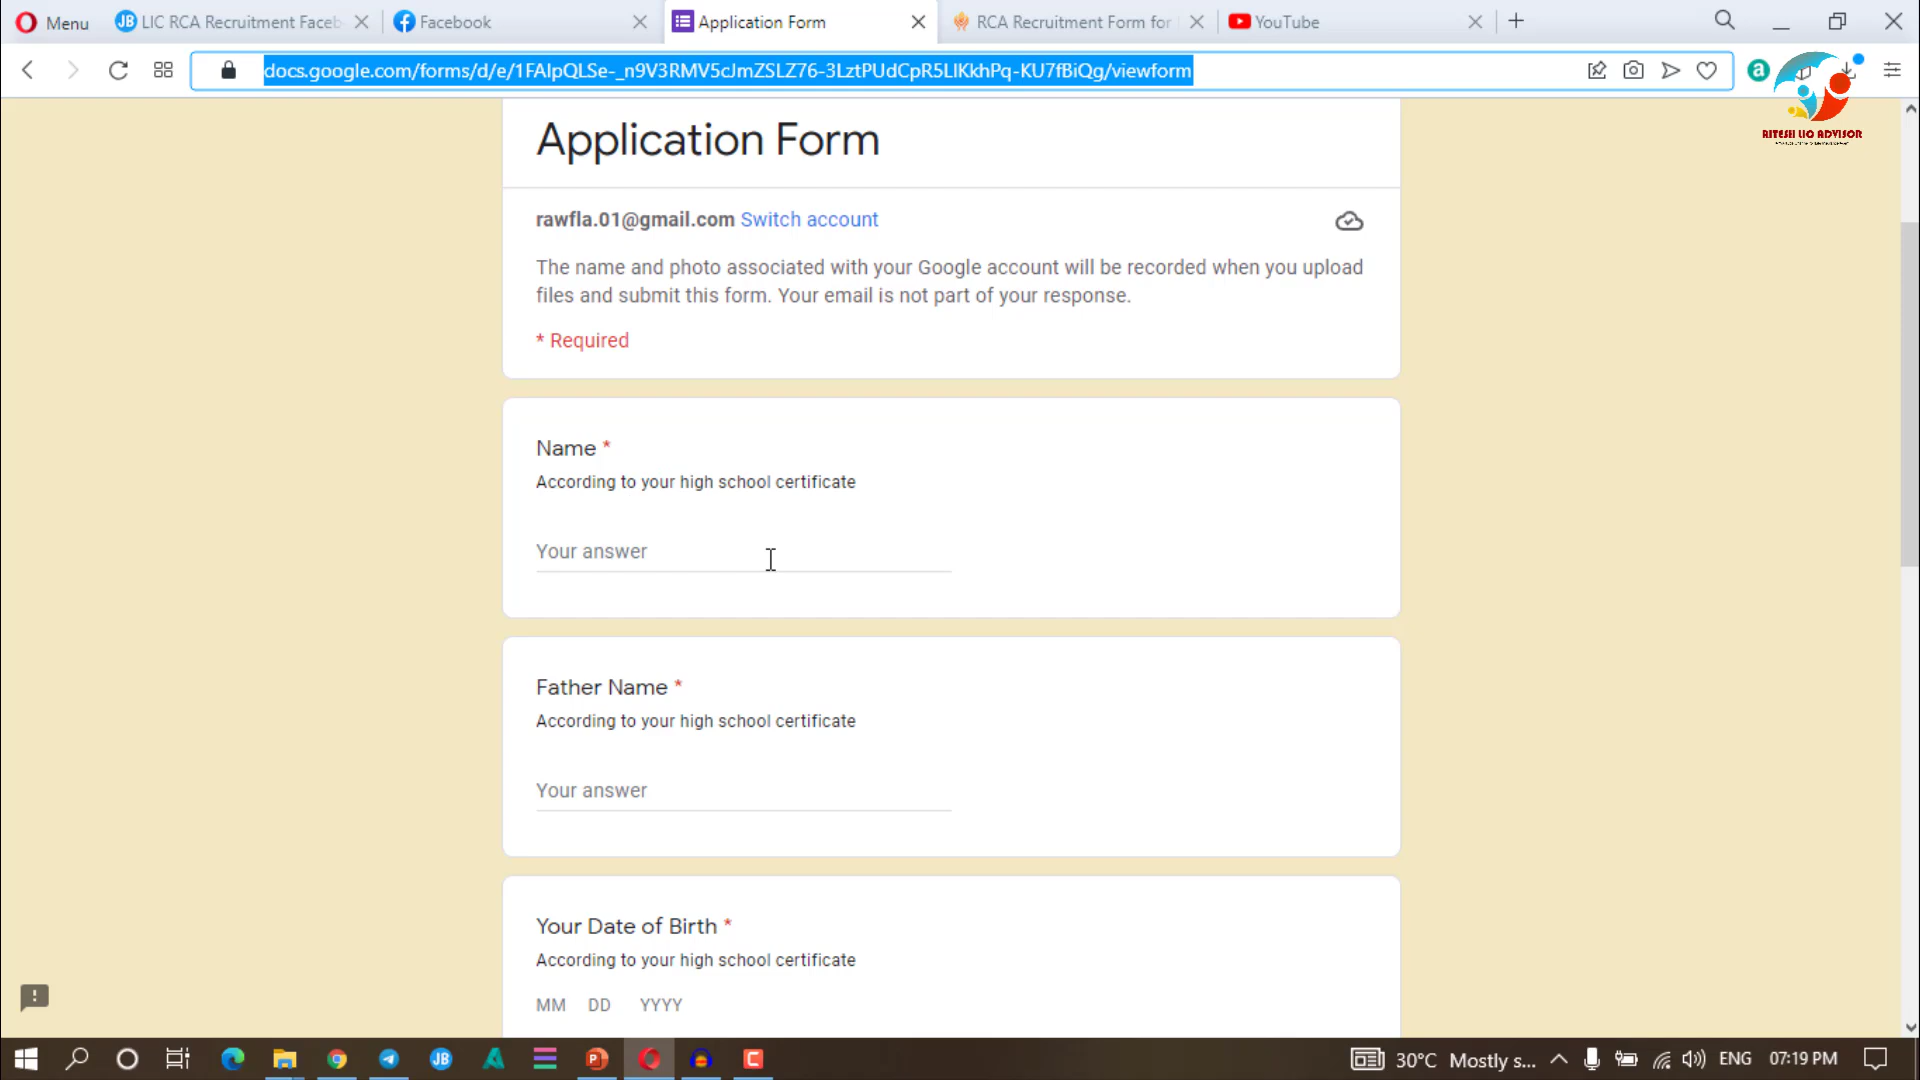 Menu
LIC RCA Recruitment Faceb
Facebook
Application Form
RCA Recruitment Form for
YouTube
docs.google.com/forms/d/e/1FAIpQLSe-_n9V3RMV5cJmZSLZ76-3LztPUdCpR5LIKkhPq-KU7fBiQg/viewform
RITESH LIC ADVISOR
Application Form
rawfla.01@gmail.com Switch account
The name and photo associated with your Google account will be recorded when you upload
files and submit this form. Your email is not part of your response.
* Required
Name *
According to your high school certificate
Your answer
Father Name *
According to your high school certificate
Your answer
Your Date of Birth *
According to your high school certificate
MM DD YYYY
30°C Mostly s...
ENG
07:19 PM